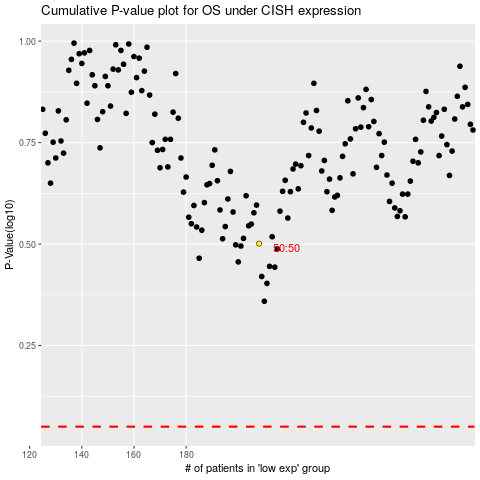 Cumulative P-value plot for OS under CISH expression
P-Value(log10)
1.00
0.75
0.50
0.25
50:50
120 140 160 180
# of patients in 'low exp' group